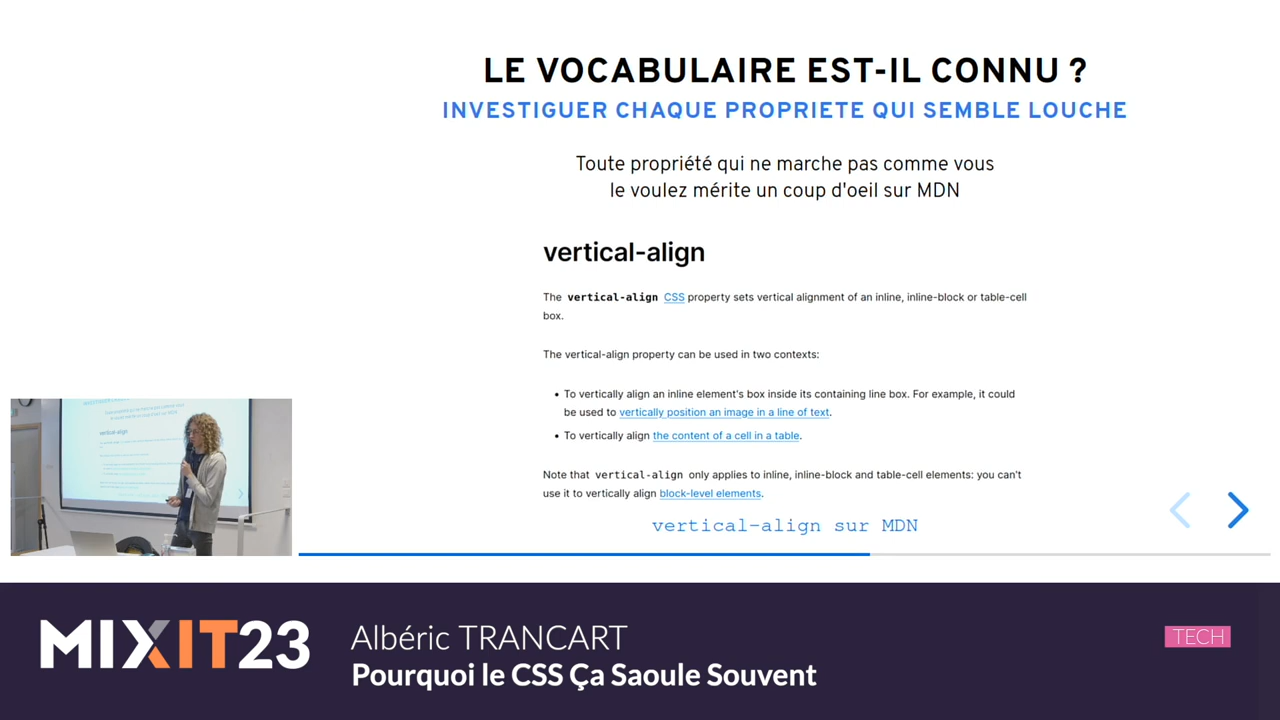 LE VOCABULAIRE EST-IL CONNU ?
INVESTIGUER CHAQUE PROPRIETE QUI SEMBLE LOUCHE
Toute propriété qui ne marche pas comme vous
le voulez mérite un coup d'oeil sur MDN
vertical-align
The vertical-align CSS property sets vertical alignment of an inline, inline-block or table-cell
box.
The vertical-align property can be used in two contexts:
• To vertically align an inline element's box inside its containing line box. For example, it could
be used to vertically position an image in a line of text.
• To vertically align the content of a cell in a table.
Note that vertical-align only applies to inline, inline-block and table-cell elements: you can't
use it to vertically align block-level elements.
vertical-align sur MDN
MIXIT23
Albéric TRANCART
Pourquoi le CSS Ça Saoule Souvent
TECH